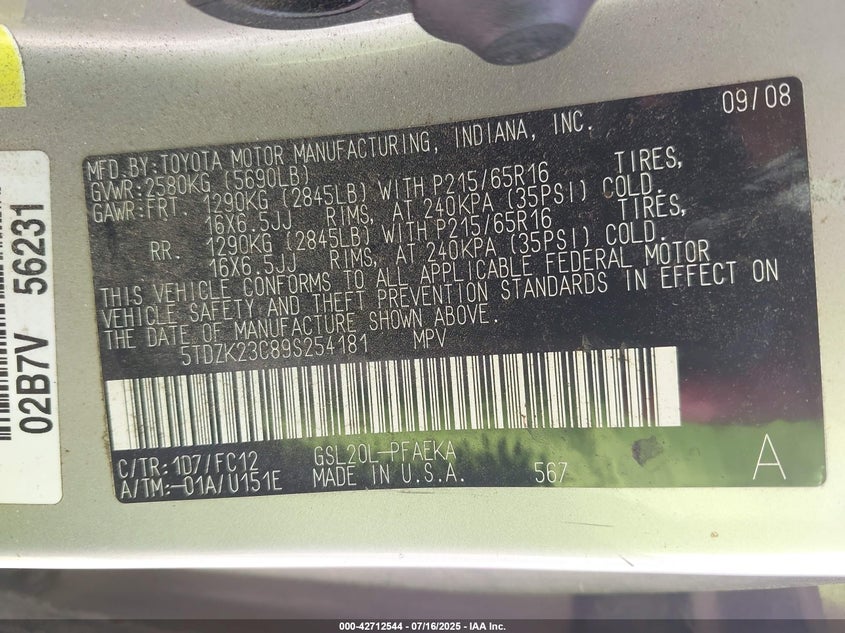 09/08
MFD.BY:TOYOTA MOTOR MANUFACTURING, INDIANA, INC.
GVWR:2580KG (5690LB)
GAWR:FRT. 1290KG (2845LB) WITH P215/65R16 TIRES,
16X6.5JJ RIMS, AT 240KPA (35PSI) COLD.
RR. 1290KG (2845LB) WITH P215/65R16 TIRES,
16X6.5JJ RIMS, AT 240KPA (35PSI) COLD.
THIS VEHICLE CONFORMS TO ALL APPLICABLE FEDERAL MOTOR
VEHICLE SAFETY AND THEFT PREVENTION STANDARDS IN EFFECT ON
THE DATE OF MANUFACTURE SHOWN ABOVE.
5TDZK23C89S254181 MPV
C/TR:1D7/FC12 GSL20L-PFAEKA
A/TM:-01A/U151E MADE IN U.S.A. 567 A
02B7V 56231
000-42712544 / 07/16/2025 - IAA Inc.